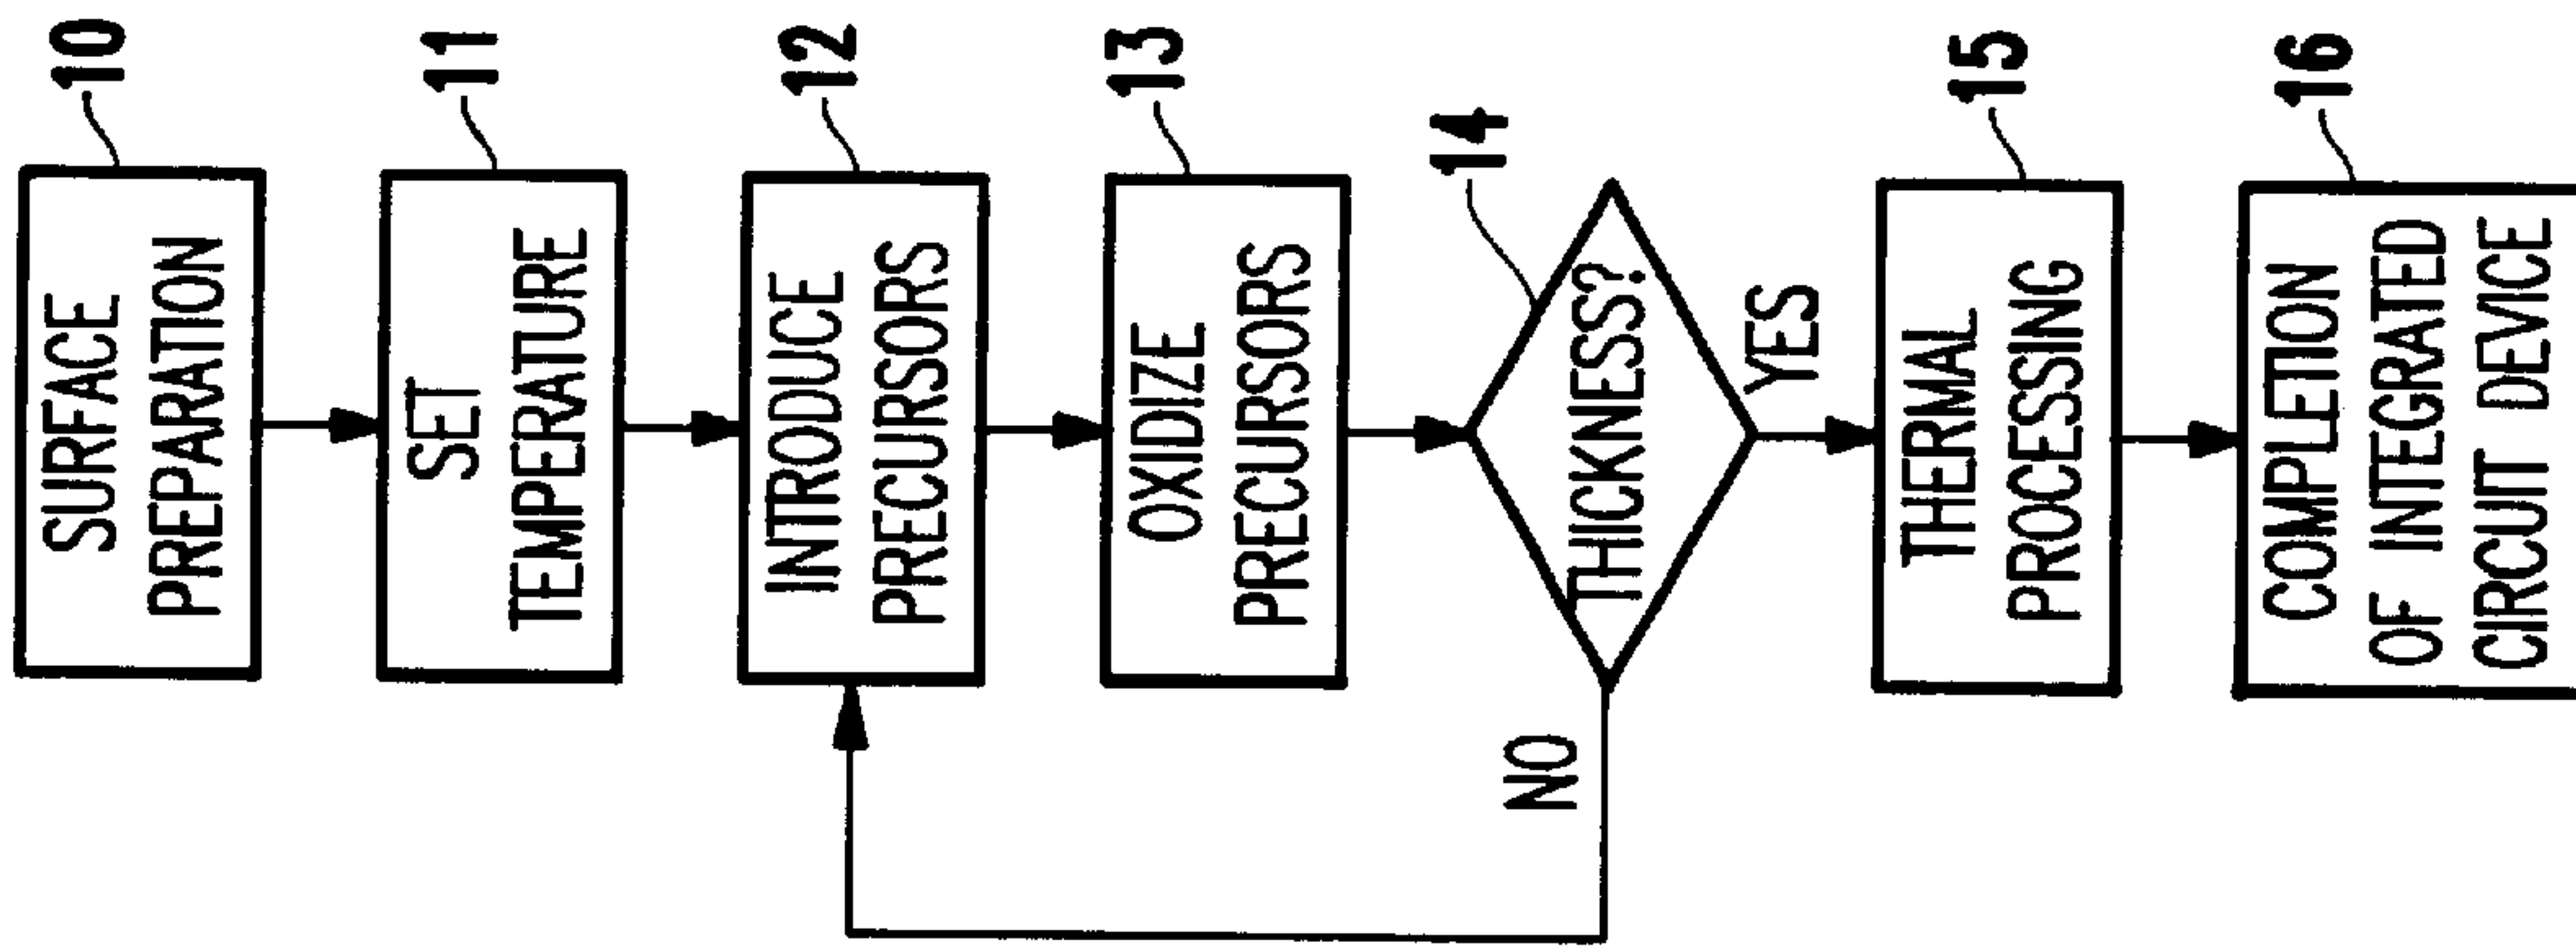 10
SURFACE
PREPARATION
11
SET
TEMPERATURE
12
INTRODUCE
PRECURSORS
13
OXIDIZE
PRECURSORS
14
THICKNESS?
NO
YES
15
THERMAL
PROCESSING
16
COMPLETION
OF INTEGRATED
CIRCUIT DEVICE